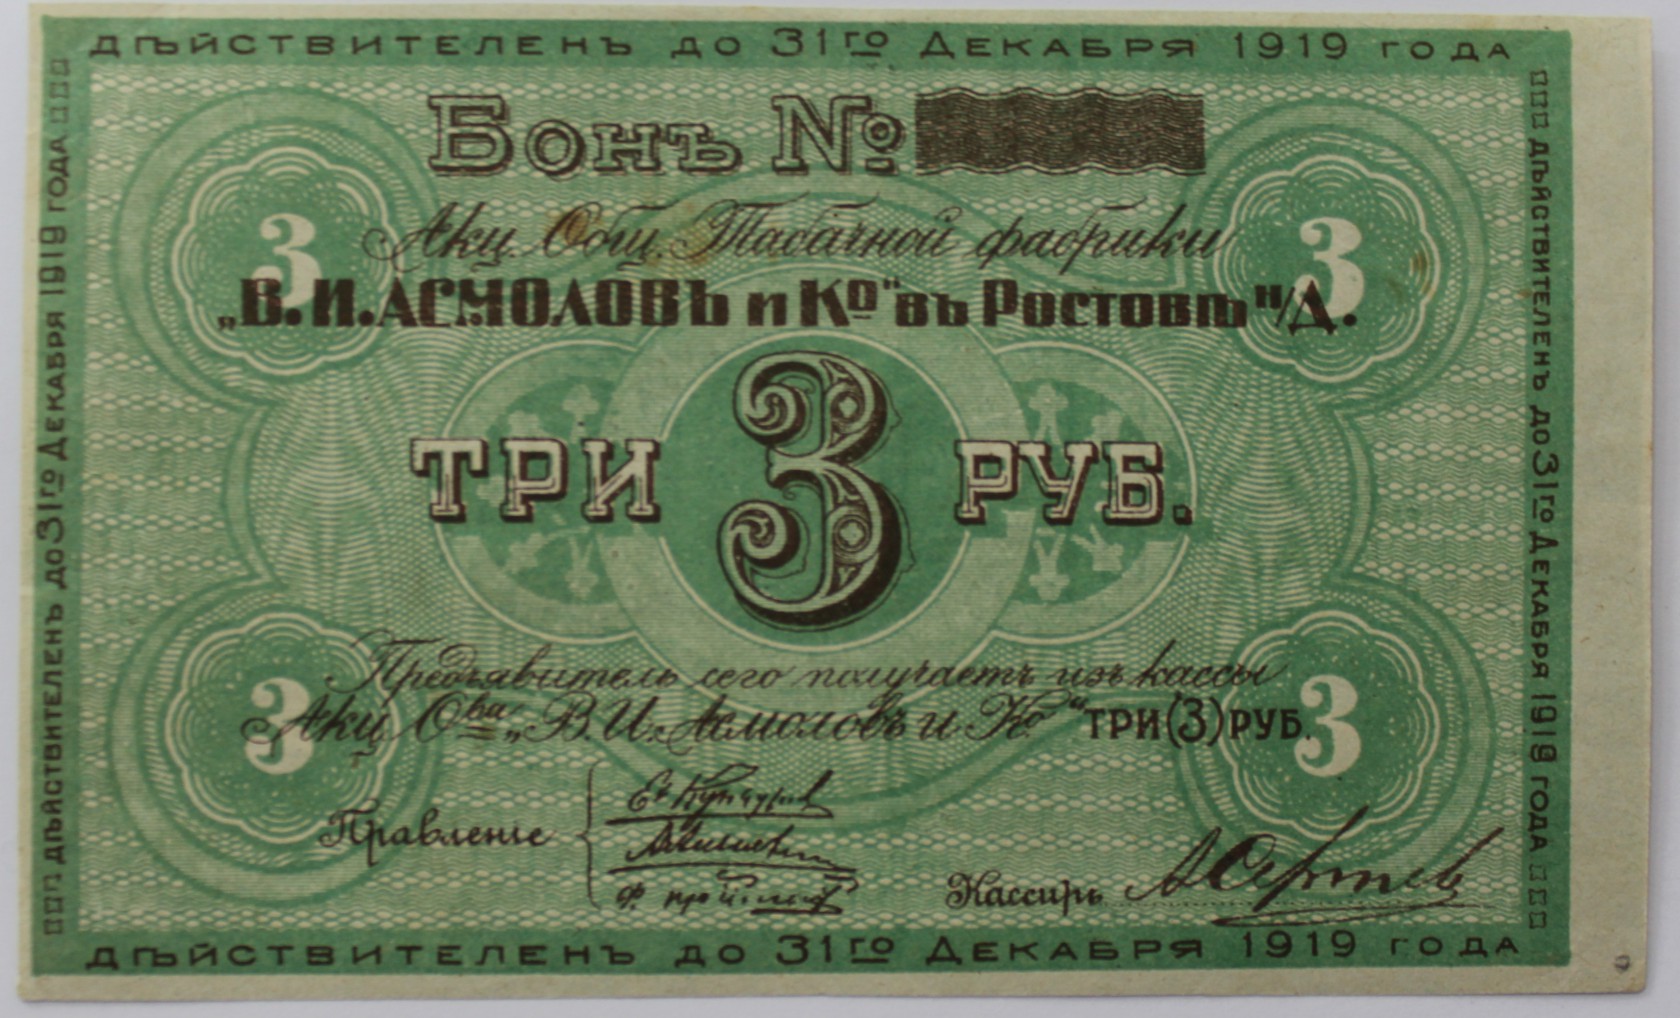 ДѢЙСТВИТЕЛЕНЪ ДО 31ГО ДЕКАБРЯ 1919 ГОДА
Бонъ №
Акц. Общ. Табачной фабрики
„В. И. АСМОЛОВЪ и Ко" въ Ростовѣ н/Д.
3
3
ТРИ 3 РУБ.
Предъявитель сего получаетъ изъ кассы
Акц. О-ва „В. И. Асмоловъ и Ко" ТРИ (3) РУБ.
3
3
Правленіе
Кассиръ
ДѢЙСТВИТЕЛЕНЪ ДО 31ГО ДЕКАБРЯ 1919 ГОДА
ДѢЙСТВИТЕЛЕНЪ ДО 31ГО ДЕКАБРЯ 1919 ГОДА
ДѢЙСТВИТЕЛЕНЪ ДО 31ГО ДЕКАБРЯ 1919 ГОДА